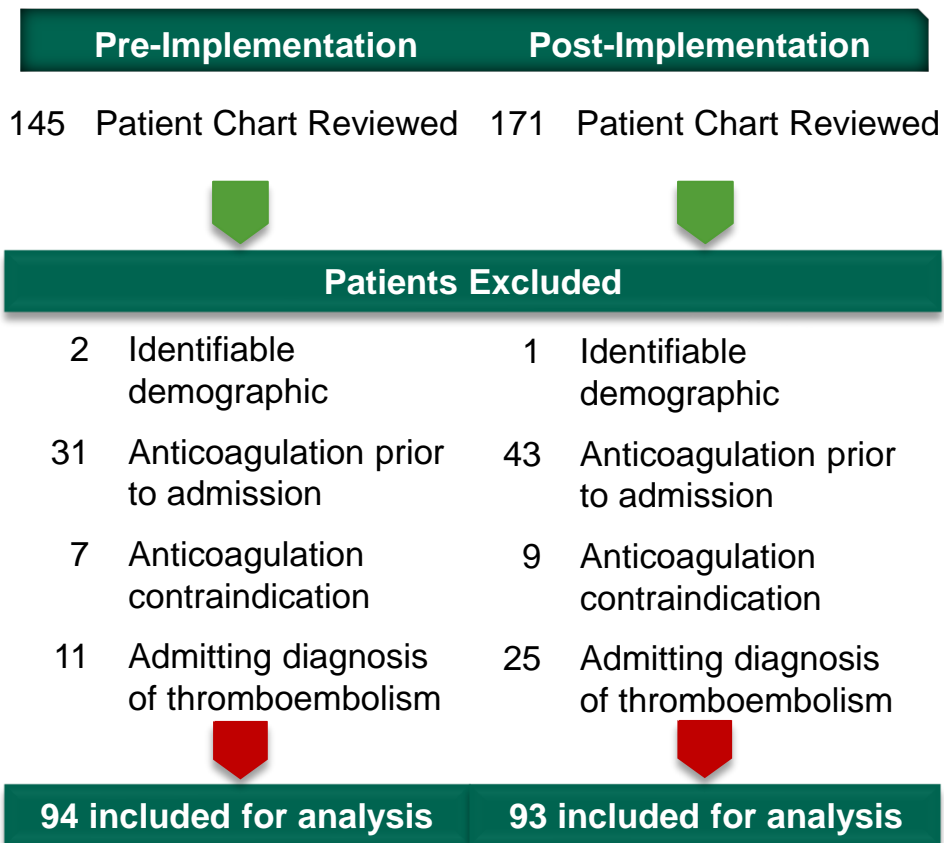 Pre-Implementation Post-Implementation
145 Patient Chart Reviewed 171 Patient Chart Reviewed
Patients Excluded
2 Identifiable
demographic
1 Identifiable
demographic
31 Anticoagulation prior
to admission
43 Anticoagulation prior
to admission
7 Anticoagulation
contraindication
9 Anticoagulation
contraindication
11 Admitting diagnosis
of thromboembolism
25 Admitting diagnosis
of thromboembolism
94 included for analysis 93 included for analysis